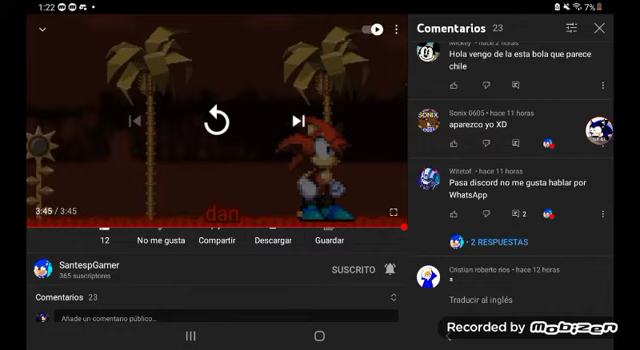 1:22
7%
Comentarios 23
Mickey · hace 2 horas
Hola vengo de la esta bola que parece
chile
Sonix 0605 · hace 11 horas
aparezco yo XD
Witetof. · hace 11 horas
Pasa discord no me gusta hablar por
WhatsApp
2
2 RESPUESTAS
Cristian roberto rios · hace 12 horas
Traducir al inglés
SONIX
dan
3:45 / 3:45
12
No me gusta
Compartir
Descargar
Guardar
SantespGamer
365 suscriptores
SUSCRITO
Comentarios 23
Añade un comentario público...
Recorded by Mobizen